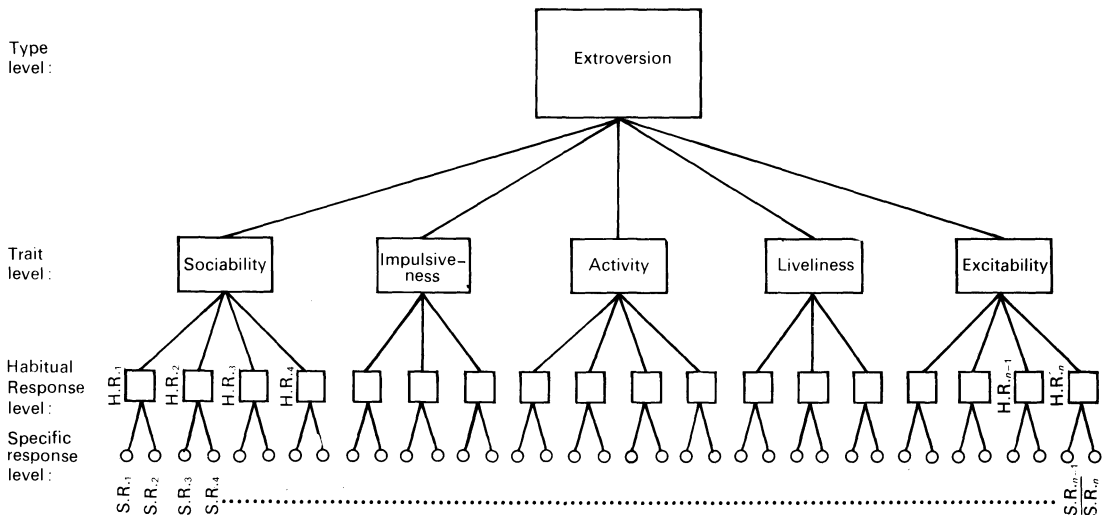 Type
level:
Extroversion
Trait
level:
Sociability
Impulsive-
ness
Activity
Liveliness
Excitability
Habitual
Response
level:
H.R.1
H.R.2
H.R.3
H.R.4
H.R.n-1
H.R.n
Specific
response
level:
S.R.1
S.R.2
S.R.3
S.R.4
S.R.n-1
S.R.n